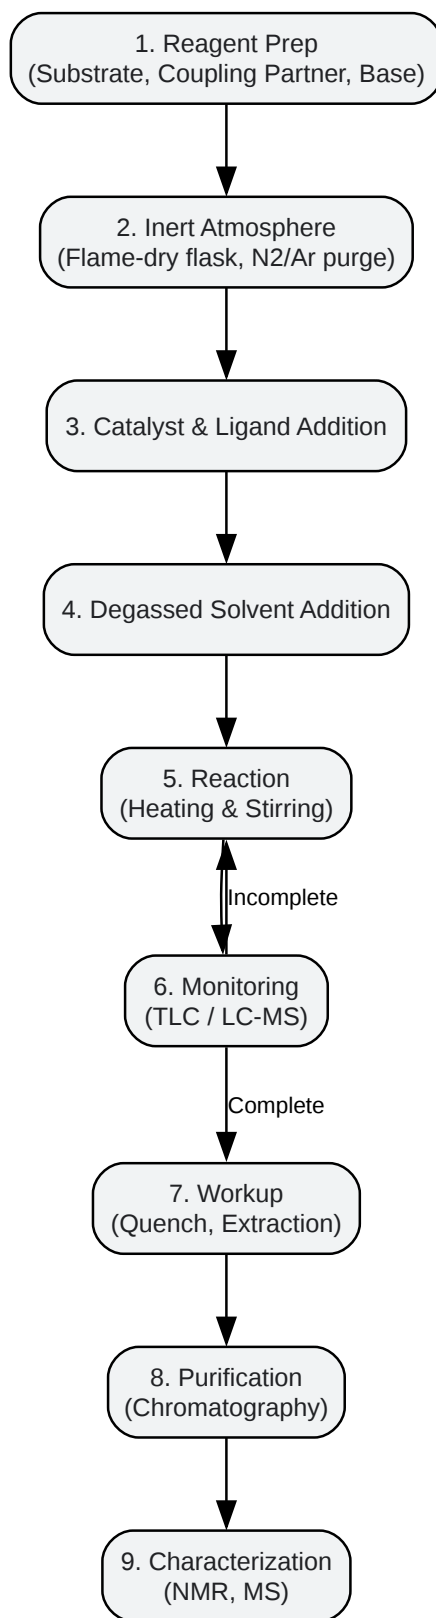 1. Reagent Prep
(Substrate, Coupling Partner, Base)
2. Inert Atmosphere
(Flame-dry flask, N2/Ar purge)
3. Catalyst & Ligand Addition
4. Degassed Solvent Addition
5. Reaction
(Heating & Stirring)
Incomplete
6. Monitoring
(TLC / LC-MS)
Complete
7. Workup
(Quench, Extraction)
8. Purification
(Chromatography)
9. Characterization
(NMR, MS)